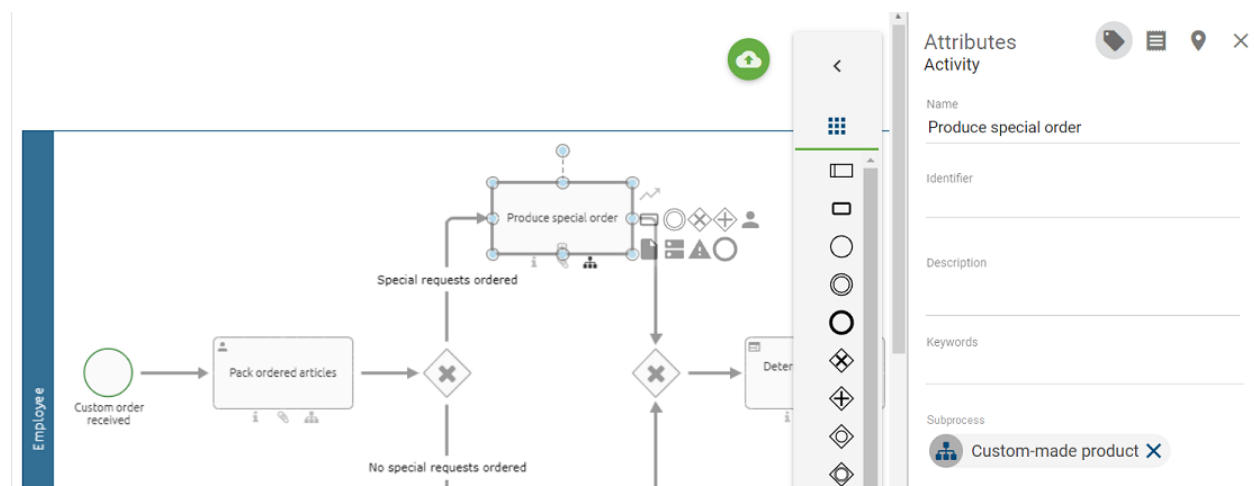 Attributes
Activity
Name
Produce special order
Identifier
Description
Keywords
Subprocess
Custom-made product
Produce special order
Special requests ordered
Pack ordered articles
Deter
Custom order
received
Employee
No special requests ordered